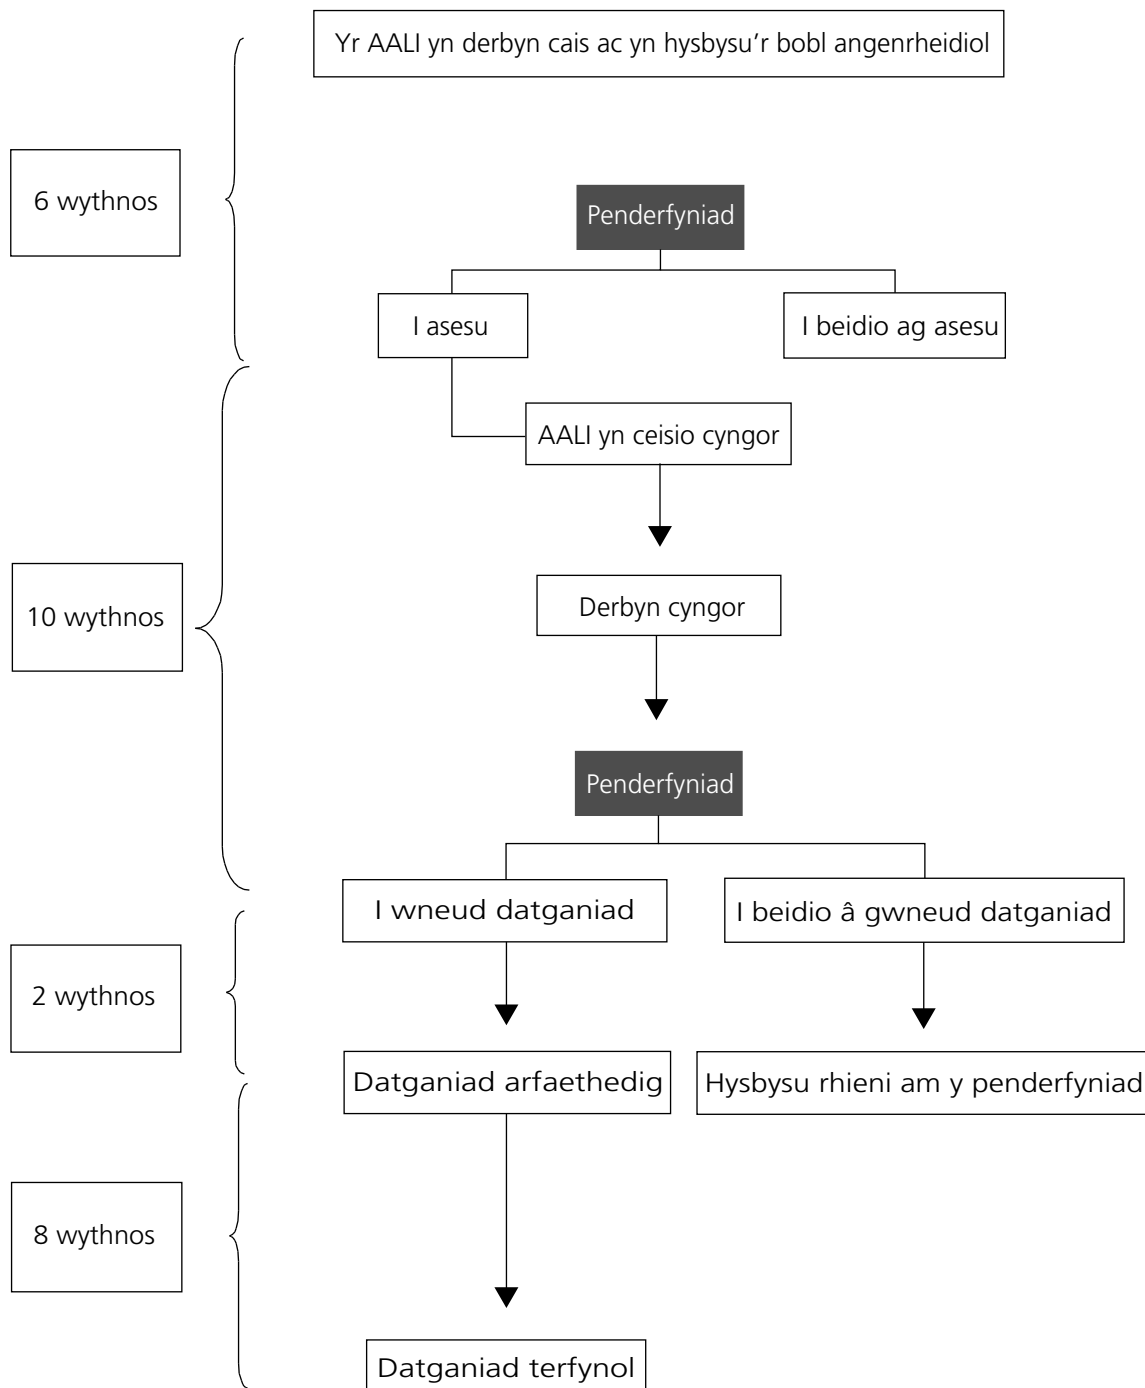 Yr AALI yn derbyn cais ac yn hysbysu'r bobl angenrheidiol
6 wythnos
Penderfyniad
I asesu
I beidio ag asesu
AALI yn ceisio cyngor
10 wythnos
Derbyn cyngor
Penderfyniad
I wneud datganiad
I beidio â gwneud datganiad
2 wythnos
Datganiad arfaethedig
Hysbysu rhieni am y penderfyniad
8 wythnos
Datganiad terfynol